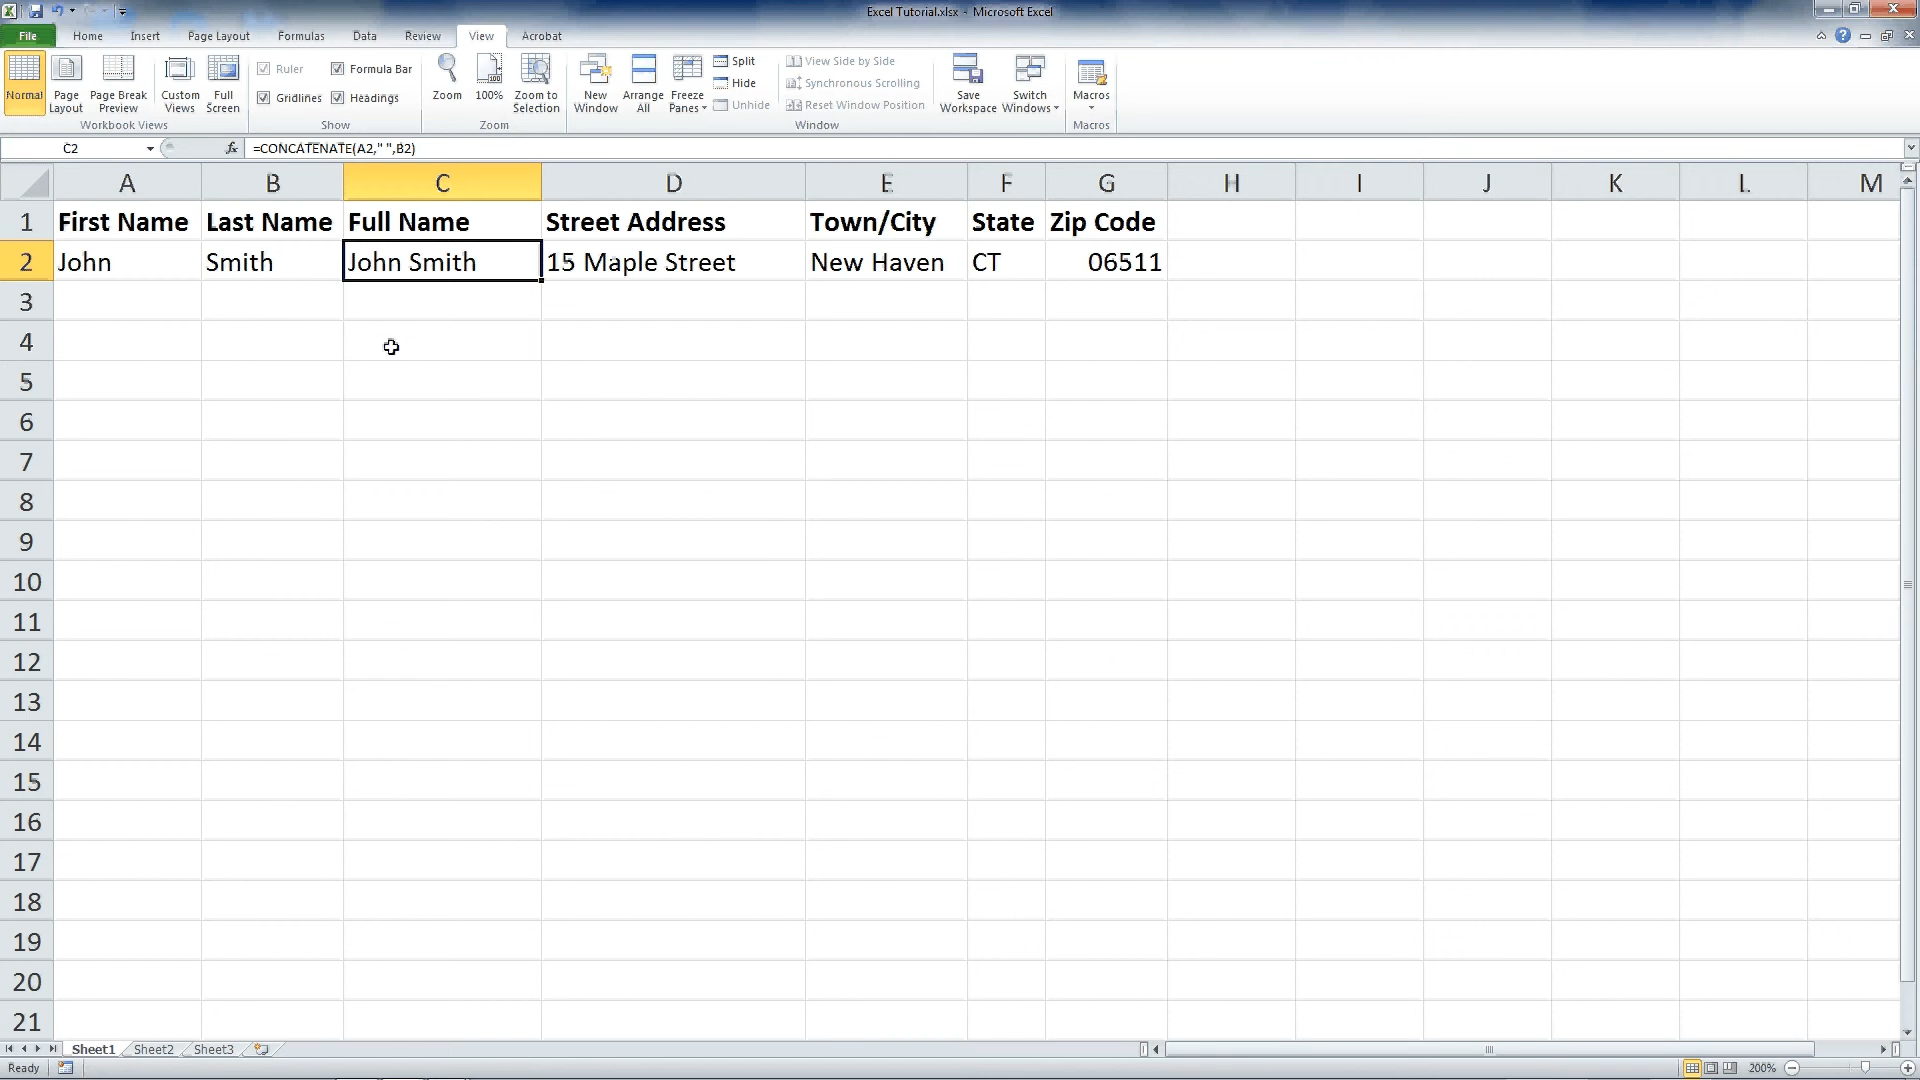 Excel Tutorial.xlsx - Microsoft Excel
File Home Insert Page Layout Formulas Data Review View Acrobat
Normal Page Layout Page Break Preview Custom Views Full Screen
Workbook Views
Ruler Formula Bar
Gridlines Headings
Show
Zoom 100% Zoom to Selection
Zoom
New Window Arrange All Freeze Panes Split Hide Unhide
View Side by Side
Synchronous Scrolling
Reset Window Position
Save Workspace Switch Windows
Window
Macros
Macros
C2 fx =CONCATENATE(A2," ",B2)
A B C D E F G H I J K L M
1 First Name Last Name Full Name Street Address Town/City State Zip Code
2 John Smith John Smith 15 Maple Street New Haven CT 06511
3
4
5
6
7
8
9
10
11
12
13
14
15
16
17
18
19
20
21
Sheet1 Sheet2 Sheet3
Ready 200%